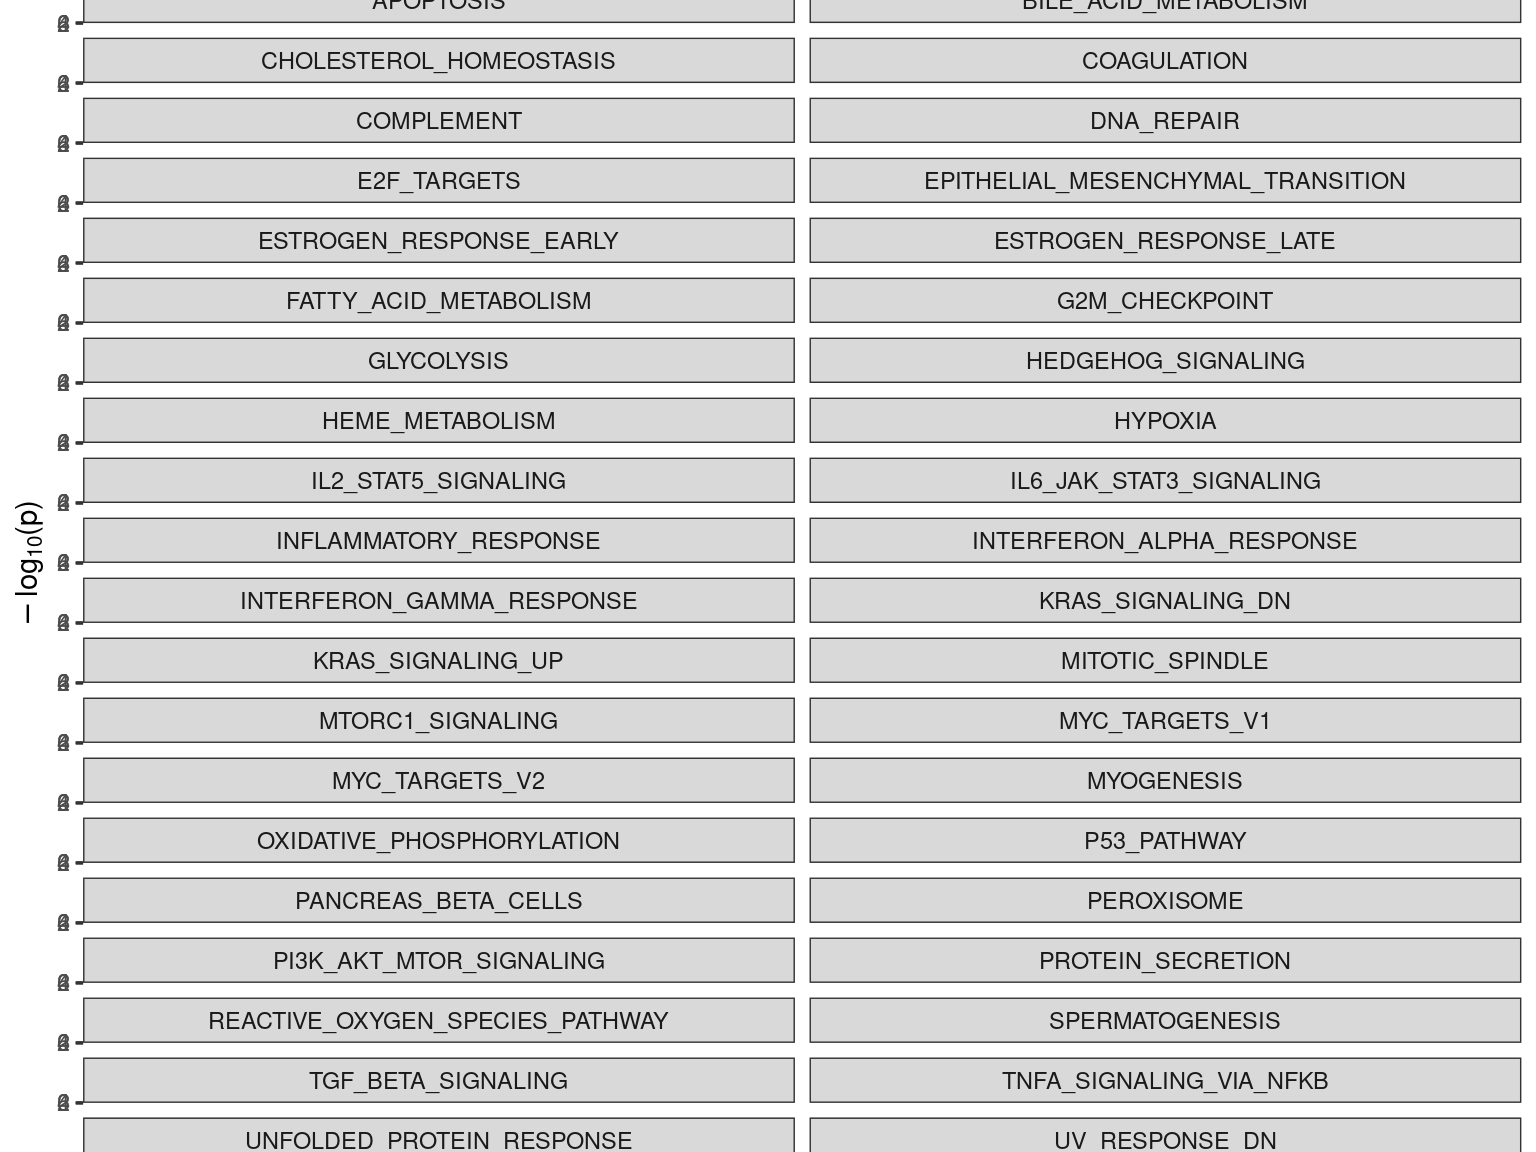 APOPTOSIS BILE_ACID_METABOLISM
CHOLESTEROL_HOMEOSTASIS COAGULATION
COMPLEMENT DNA_REPAIR
E2F_TARGETS EPITHELIAL_MESENCHYMAL_TRANSITION
ESTROGEN_RESPONSE_EARLY ESTROGEN_RESPONSE_LATE
FATTY_ACID_METABOLISM G2M_CHECKPOINT
GLYCOLYSIS HEDGEHOG_SIGNALING
HEME_METABOLISM HYPOXIA
IL2_STAT5_SIGNALING IL6_JAK_STAT3_SIGNALING
INFLAMMATORY_RESPONSE INTERFERON_ALPHA_RESPONSE
− log10(p)
INTERFERON_GAMMA_RESPONSE KRAS_SIGNALING_DN
KRAS_SIGNALING_UP MITOTIC_SPINDLE
MTORC1_SIGNALING MYC_TARGETS_V1
MYC_TARGETS_V2 MYOGENESIS
OXIDATIVE_PHOSPHORYLATION P53_PATHWAY
PANCREAS_BETA_CELLS PEROXISOME
PI3K_AKT_MTOR_SIGNALING PROTEIN_SECRETION
REACTIVE_OXYGEN_SPECIES_PATHWAY SPERMATOGENESIS
TGF_BETA_SIGNALING TNFA_SIGNALING_VIA_NFKB
UNFOLDED_PROTEIN_RESPONSE UV_RESPONSE_DN